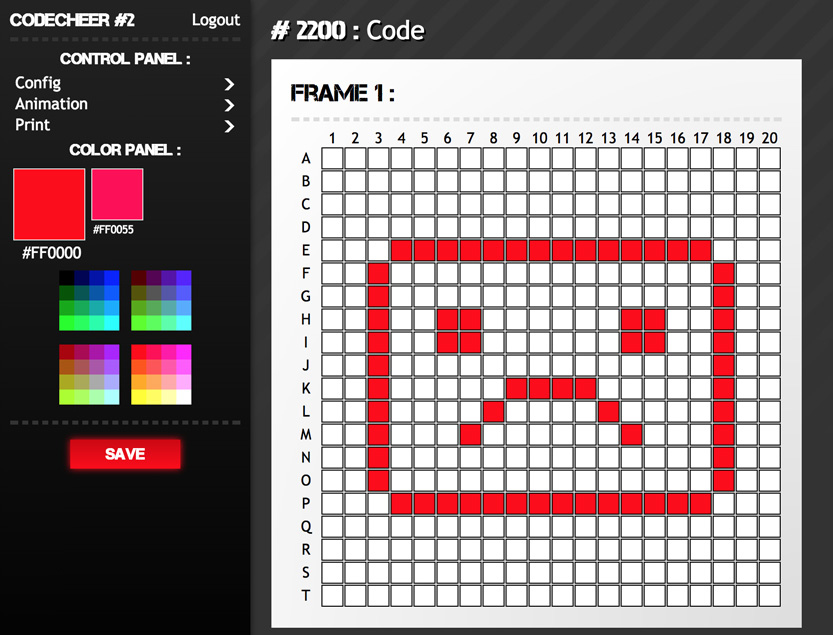 CODECHEER #2
Logout
CONTROL PANEL :
Config
Animation
Print
COLOR PANEL :
#FF0055
#FF0000
SAVE
# 2200 : Code
FRAME 1 :
1 2 3 4 5 6 7 8 9 10 11 12 13 14 15 16 17 18 19 20
A
B
C
D
E
F
G
H
I
J
K
L
M
N
O
P
Q
R
S
T